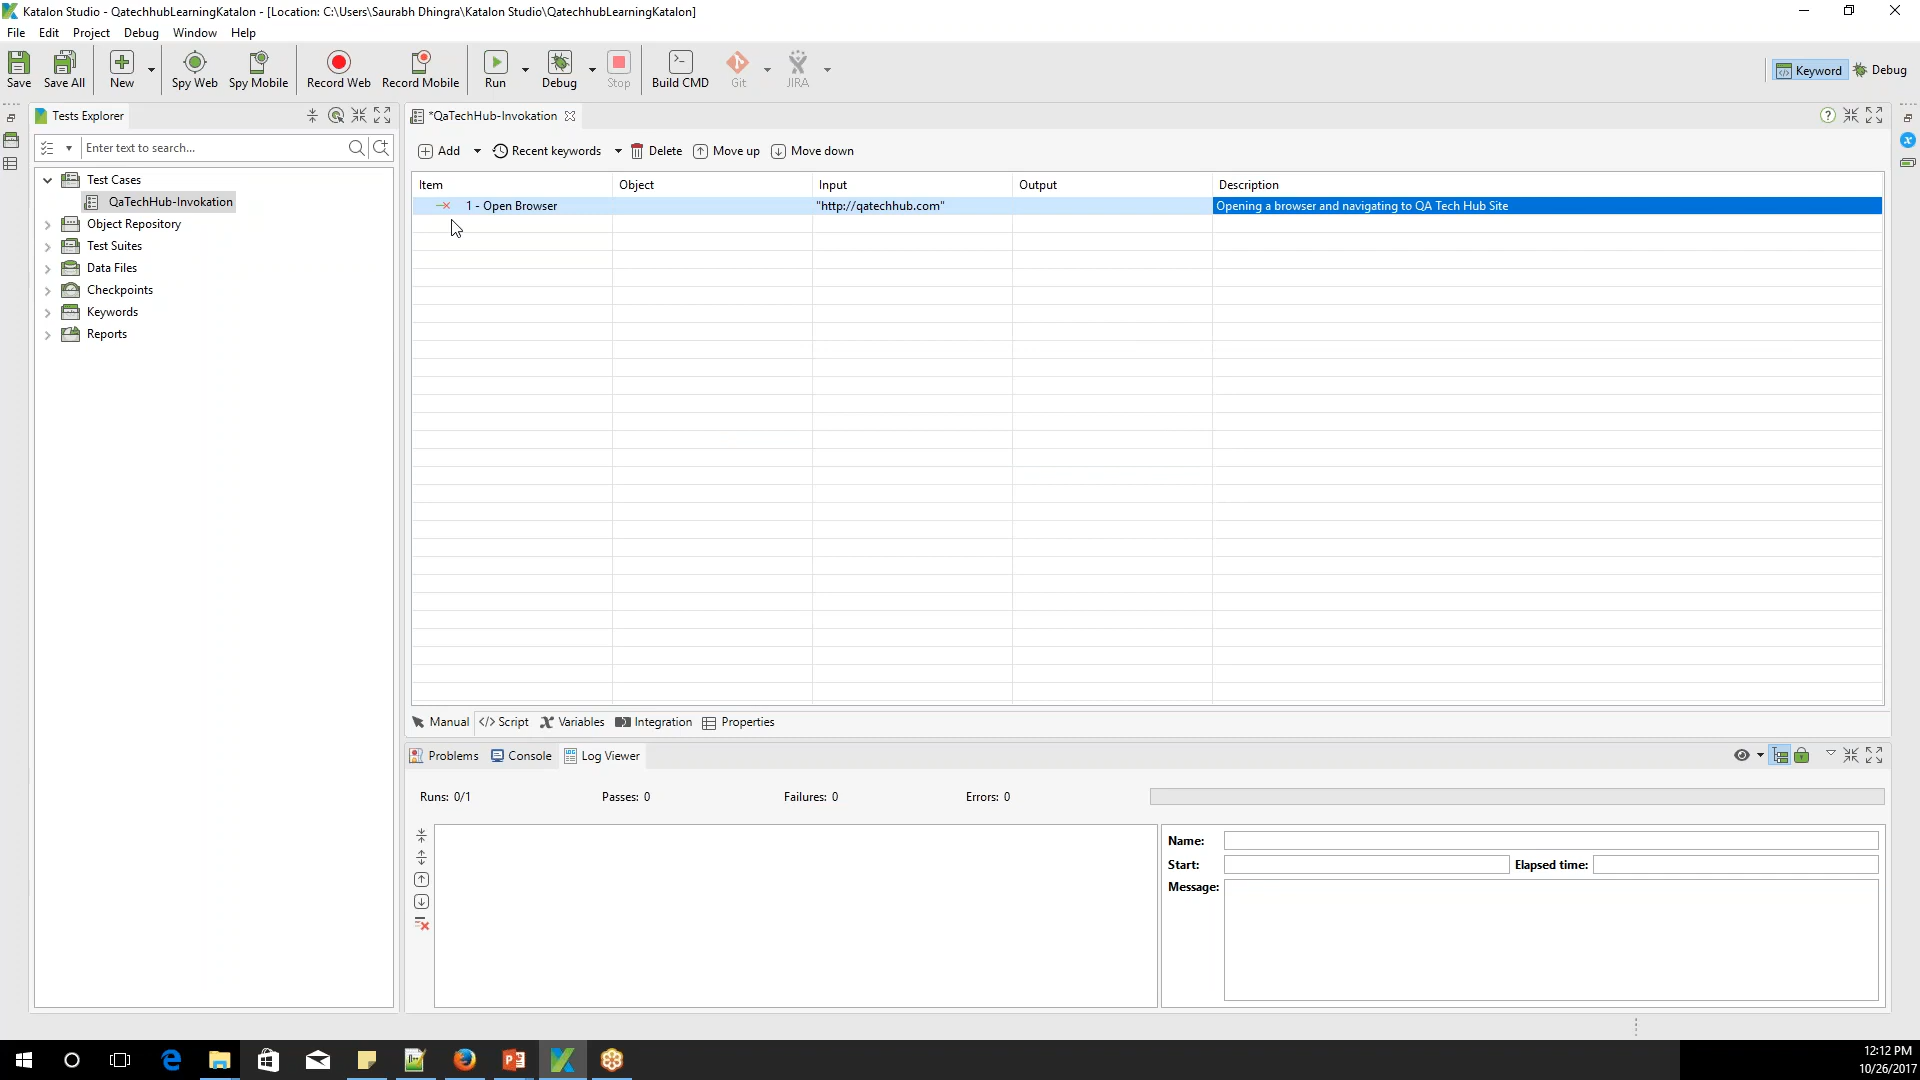 Katalon Studio - QatechhubLearningKatalon - [Location: C:\Users\Saurabh Dhingra\Katalon Studio\QatechhubLearningKatalon]
File Edit Project Debug Window Help
Save Save All New Spy Web Spy Mobile Record Web Record Mobile Run Debug Stop Build CMD Git JIRA Keyword Debug
Tests Explorer
*QaTechHub-Invokation
Enter text to search...
Add Recent keywords Delete Move up Move down
Test Cases
QaTechHub-Invokation
Object Repository
Test Suites
Data Files
Checkpoints
Keywords
Reports
Item Object Input Output Description
1 - Open Browser "http://qatechhub.com" Opening a browser and navigating to QA Tech Hub Site
Manual Script Variables Integration Properties
Problems Console Log Viewer
Runs: 0/1 Passes: 0 Failures: 0 Errors: 0
Name:
Start: Elapsed time:
Message:
12:12 PM
10/26/2017